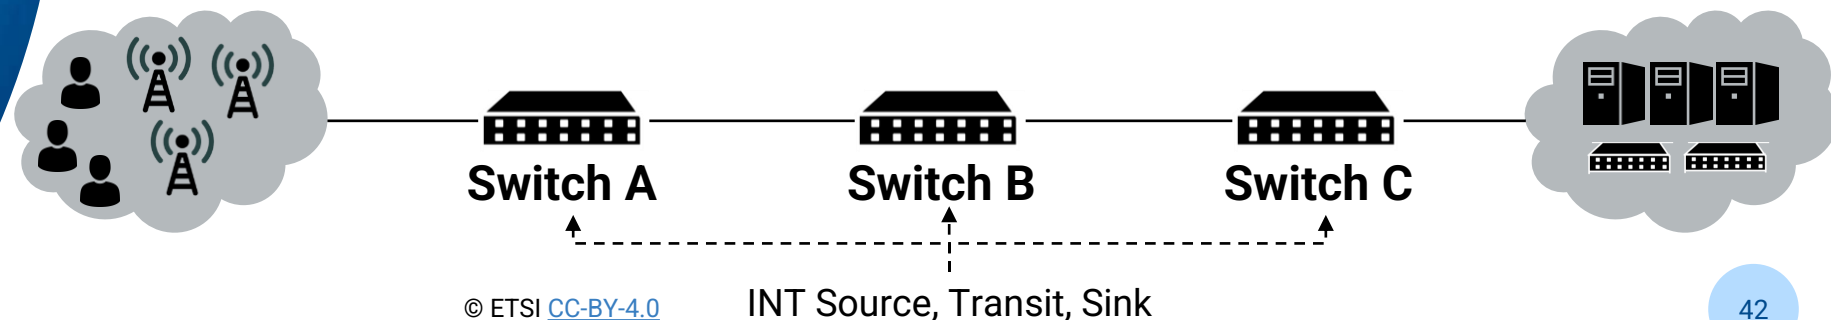 Switch A
Switch B
Switch C
INT Source, Transit, Sink
© ETSI CC-BY-4.0
42